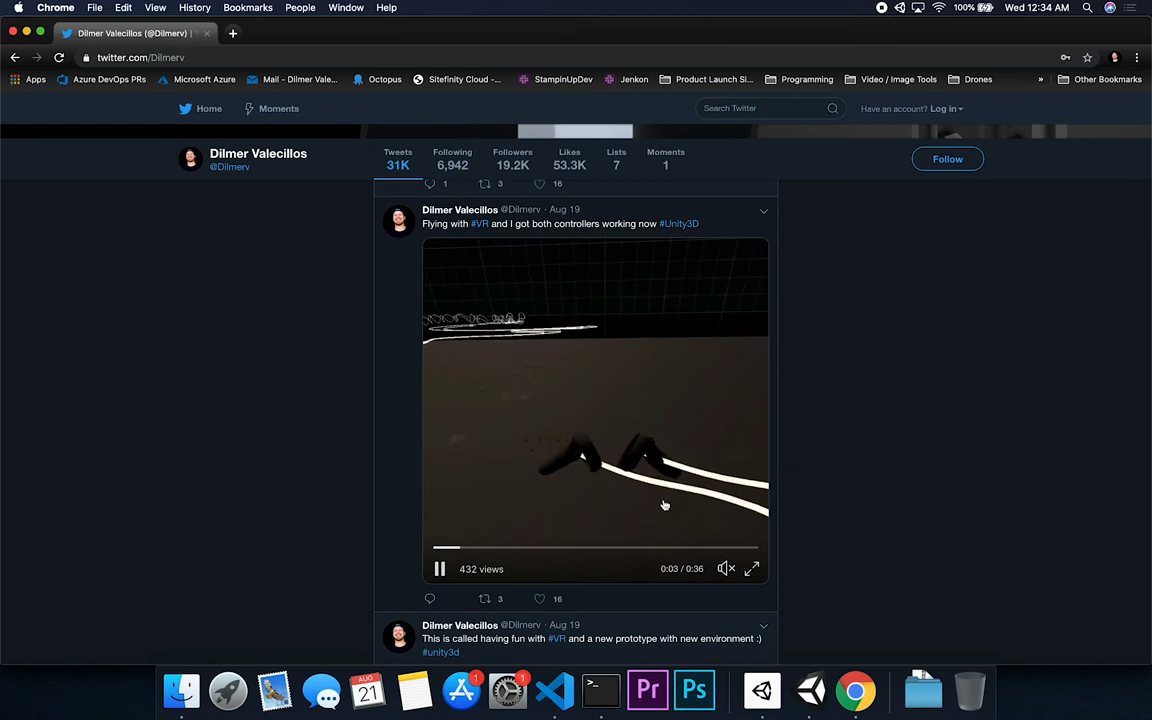 Chrome File Edit View History Bookmarks People Window Help 100% Wed 12:34 AM
Dilmer Valecillos (@Dilmerv) |
twitter.com/Dilmerv
Apps Azure DevOps PRs Microsoft Azure Mail - Dilmer Vale... Octopus Sitefinity Cloud -... StampinUpDev Jenkon Product Launch Si... Programming Video / Image Tools Drones » Other Bookmarks
Home Moments Search Twitter Have an account? Log in
Dilmer Valecillos
@Dilmerv
Tweets Following Followers Likes Lists Moments
31K 6,942 19.2K 53.3K 7 1
Follow
1 3 16
Dilmer Valecillos @Dilmerv · Aug 19
Flying with #VR and I got both controllers working now #Unity3D
432 views 0:03 / 0:36
3 16
Dilmer Valecillos @Dilmerv · Aug 19
This is called having fun with #VR and a new prototype with new environment :)
#unity3d
AUG
21
1
1
>_
Pr
Ps